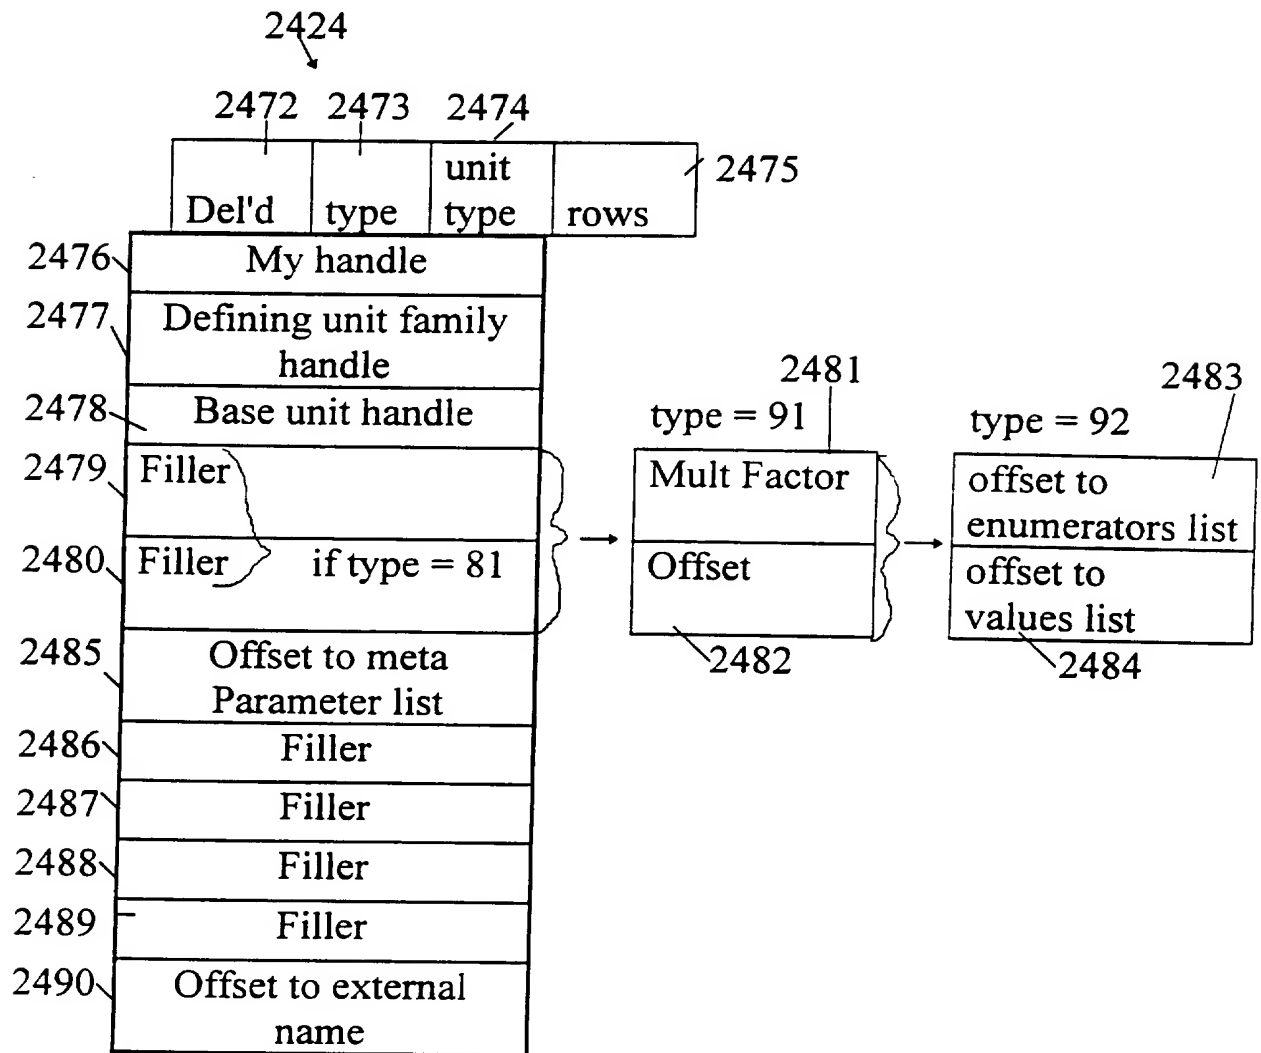 2424
2472 2473 2474
Del'd type unit type rows 2475
2476 My handle
2477 Defining unit family
handle
2478 Base unit handle
2479 Filler
2480 Filler if type = 81
2481
type = 91
Mult Factor
Offset
2482
2483
type = 92
offset to
enumerators list
offset to
values list
2484
2485 Offset to meta
Parameter list
2486 Filler
2487 Filler
2488 Filler
2489 Filler
2490 Offset to external
name